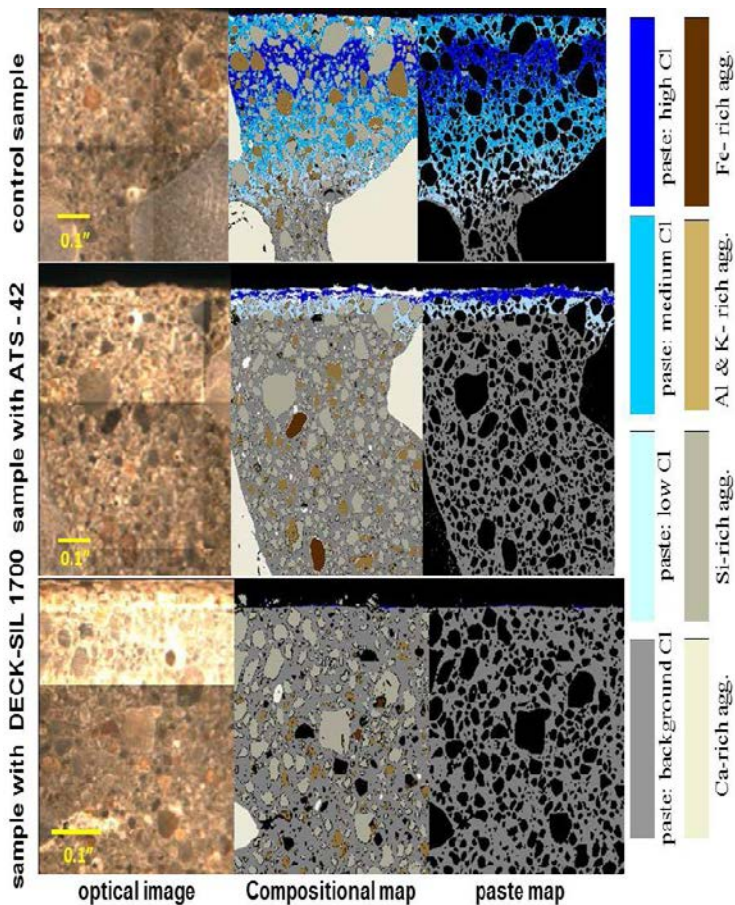 control sample
0.1"
sample with ATS - 42
0.1"
sample with DECK-SIL 1700
0.1"
optical image
Compositional map
paste map
paste: high Cl
paste: medium Cl
paste: low Cl
paste: background Cl
Fe- rich agg.
Al & K- rich agg.
Si-rich agg.
Ca-rich agg.